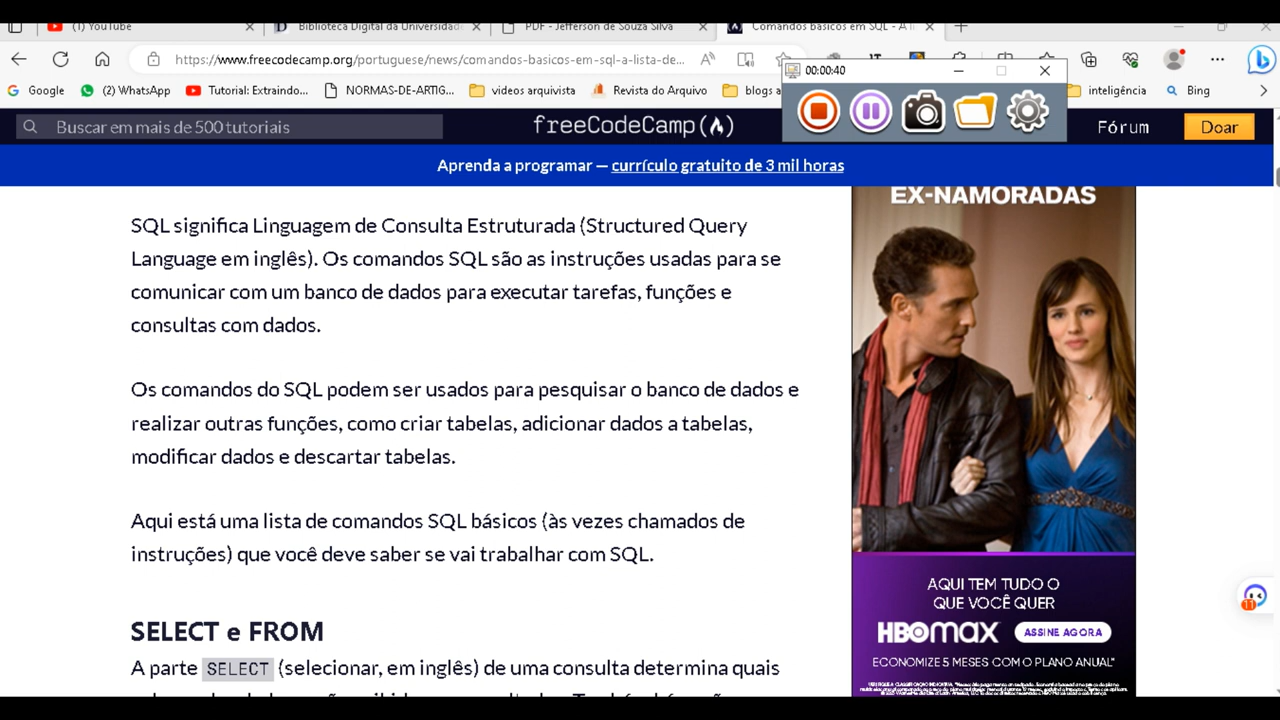 (1) YouTube
Biblioteca Digital da Universidad
PDF - Jefferson de Souza Silva
Comandos básicos em SQL - A li
https://www.freecodecamp.org/portuguese/news/comandos-basicos-em-sql-a-lista-de...
00:00:40
Google
(2) WhatsApp
Tutorial: Extraindo...
NORMAS-DE-ARTIG...
videos arquivista
Revista do Arquivo
blogs a
inteligência
Bing
Buscar em mais de 500 tutoriais
freeCodeCamp
Fórum
Doar
Aprenda a programar — currículo gratuito de 3 mil horas
EX-NAMORADAS
SQL significa Linguagem de Consulta Estruturada (Structured Query
Language em inglês). Os comandos SQL são as instruções usadas para se
comunicar com um banco de dados para executar tarefas, funções e
consultas com dados.
Os comandos do SQL podem ser usados para pesquisar o banco de dados e
realizar outras funções, como criar tabelas, adicionar dados a tabelas,
modificar dados e descartar tabelas.
Aqui está uma lista de comandos SQL básicos (às vezes chamados de
instruções) que você deve saber se vai trabalhar com SQL.
SELECT e FROM
A parte SELECT (selecionar, em inglês) de uma consulta determina quais
AQUI TEM TUDO O
QUE VOCÊ QUER
HBOMAX
ASSINE AGORA
ECONOMIZE 5 MESES COM O PLANO ANUAL*
11